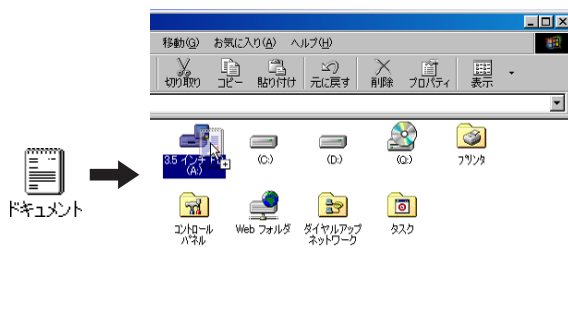 移動(G) お気に入り(A) ヘルプ(H)
切り取り コピー 貼り付け 元に戻す 削除 プロパティ 表示
3.5 インチ FD
(A:)
(C:)
(D:)
(Q:)
プリンタ
コントロール
パネル
Web フォルダ
ダイヤルアップ
ネットワーク
タスク
ドキュメント